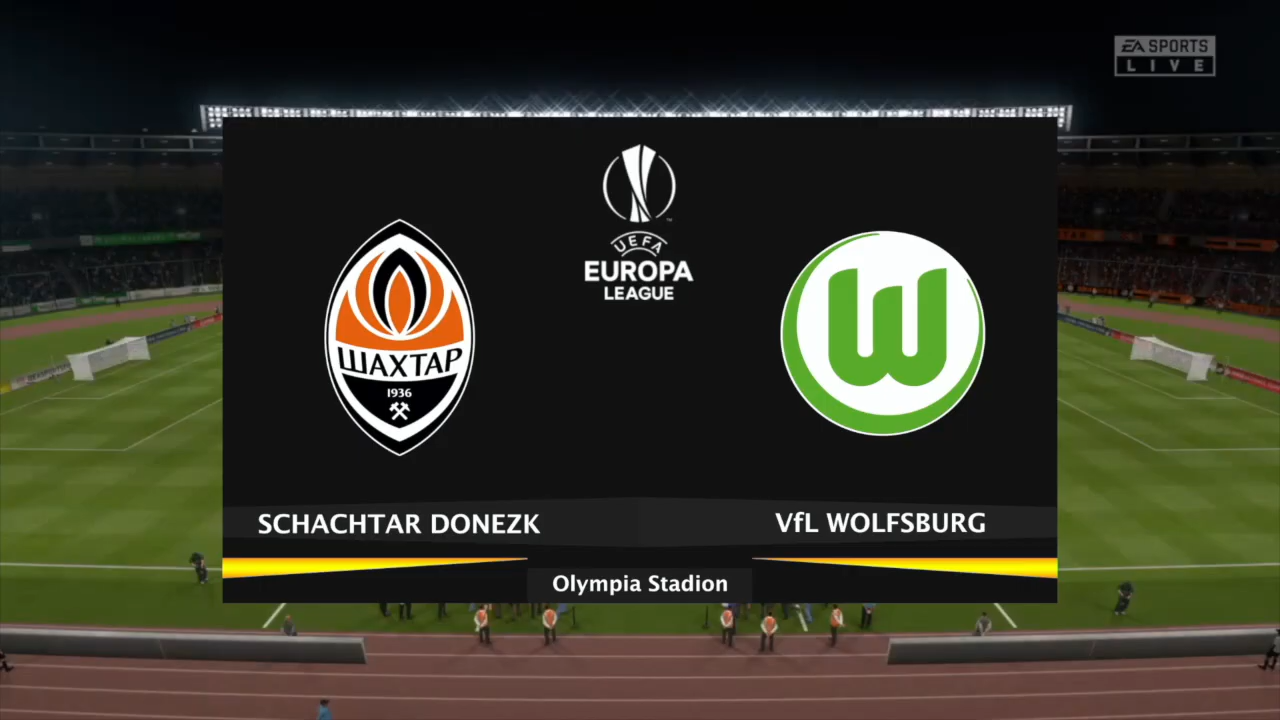 EA SPORTS
LIVE
UEFA
EUROPA
LEAGUE
ШАХТАР
1936
SCHACHTAR DONEZK
VfL WOLFSBURG
Olympia Stadion